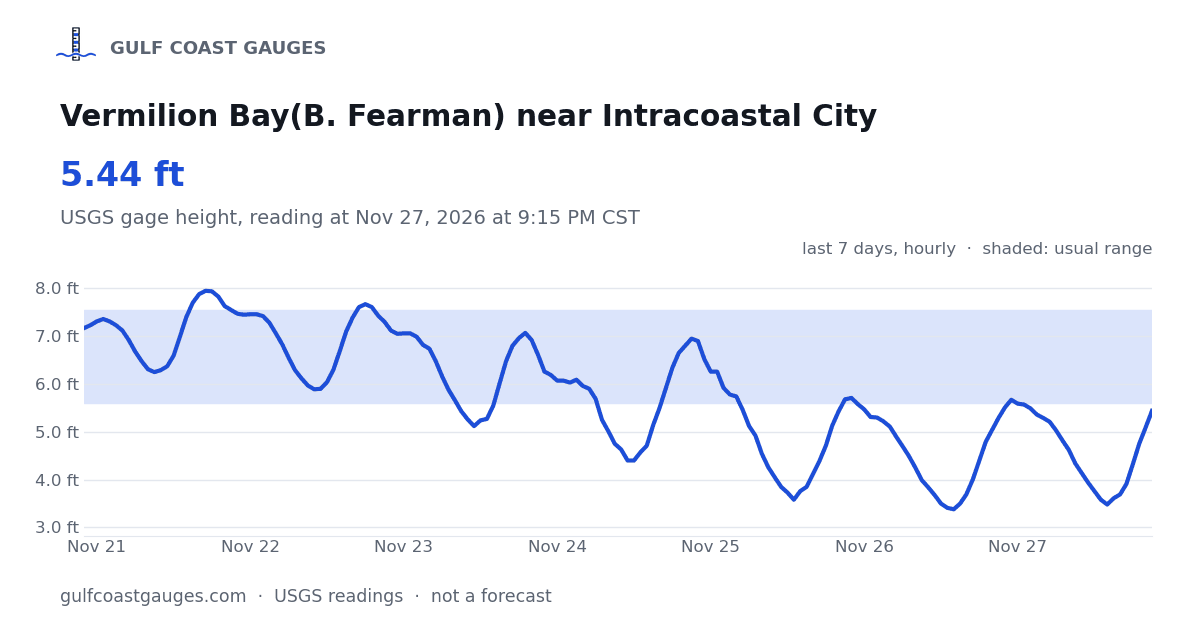 GULF COAST GAUGES
Vermilion Bay(B. Fearman) near Intracoastal City
5.44 ft
USGS gage height, reading at Nov 27, 2026 at 9:15 PM CST
last 7 days, hourly · shaded: usual range
8.0 ft
7.0 ft
6.0 ft
5.0 ft
4.0 ft
3.0 ft
Nov 21 Nov 22 Nov 23 Nov 24 Nov 25 Nov 26 Nov 27
gulfcoastgauges.com · USGS readings · not a forecast